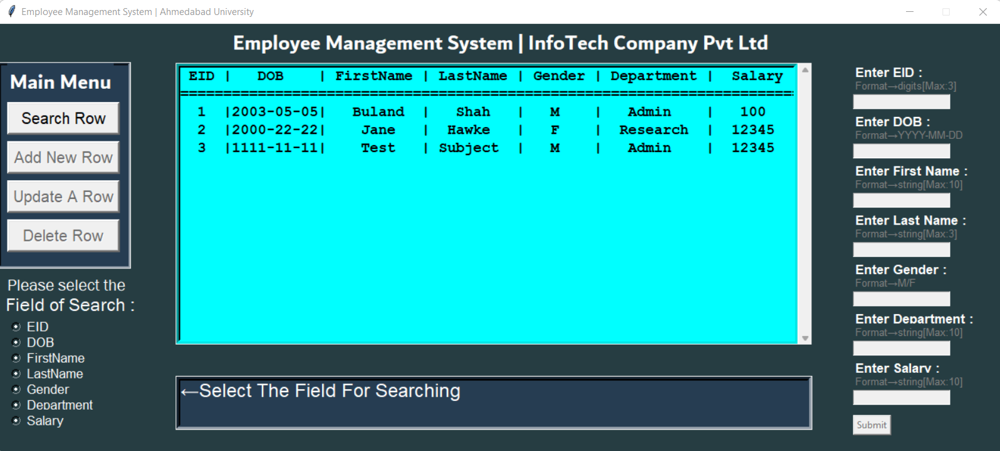 Employee Management System | Ahmedabad University
Employee Management System | InfoTech Company Pvt Ltd
Main Menu
Search Row
Add New Row
Update A Row
Delete Row
Please select the
Field of Search :
EID
DOB
FirstName
LastName
Gender
Department
Salary
EID | DOB | FirstName | LastName | Gender | Department | Salary
=======================================================================
1 |2003-05-05| Buland | Shah | M | Admin | 100
2 |2000-22-22| Jane | Hawke | F | Research | 12345
3 |1111-11-11| Test | Subject | M | Admin | 12345
←Select The Field For Searching
Enter EID :
Format→digits[Max:3]
Enter DOB :
Format→YYYY-MM-DD
Enter First Name :
Format→string[Max:10]
Enter Last Name :
Format→string[Max:3]
Enter Gender :
Format→M/F
Enter Department :
Format→string[Max:10]
Enter Salary :
Format→string[Max:10]
Submit